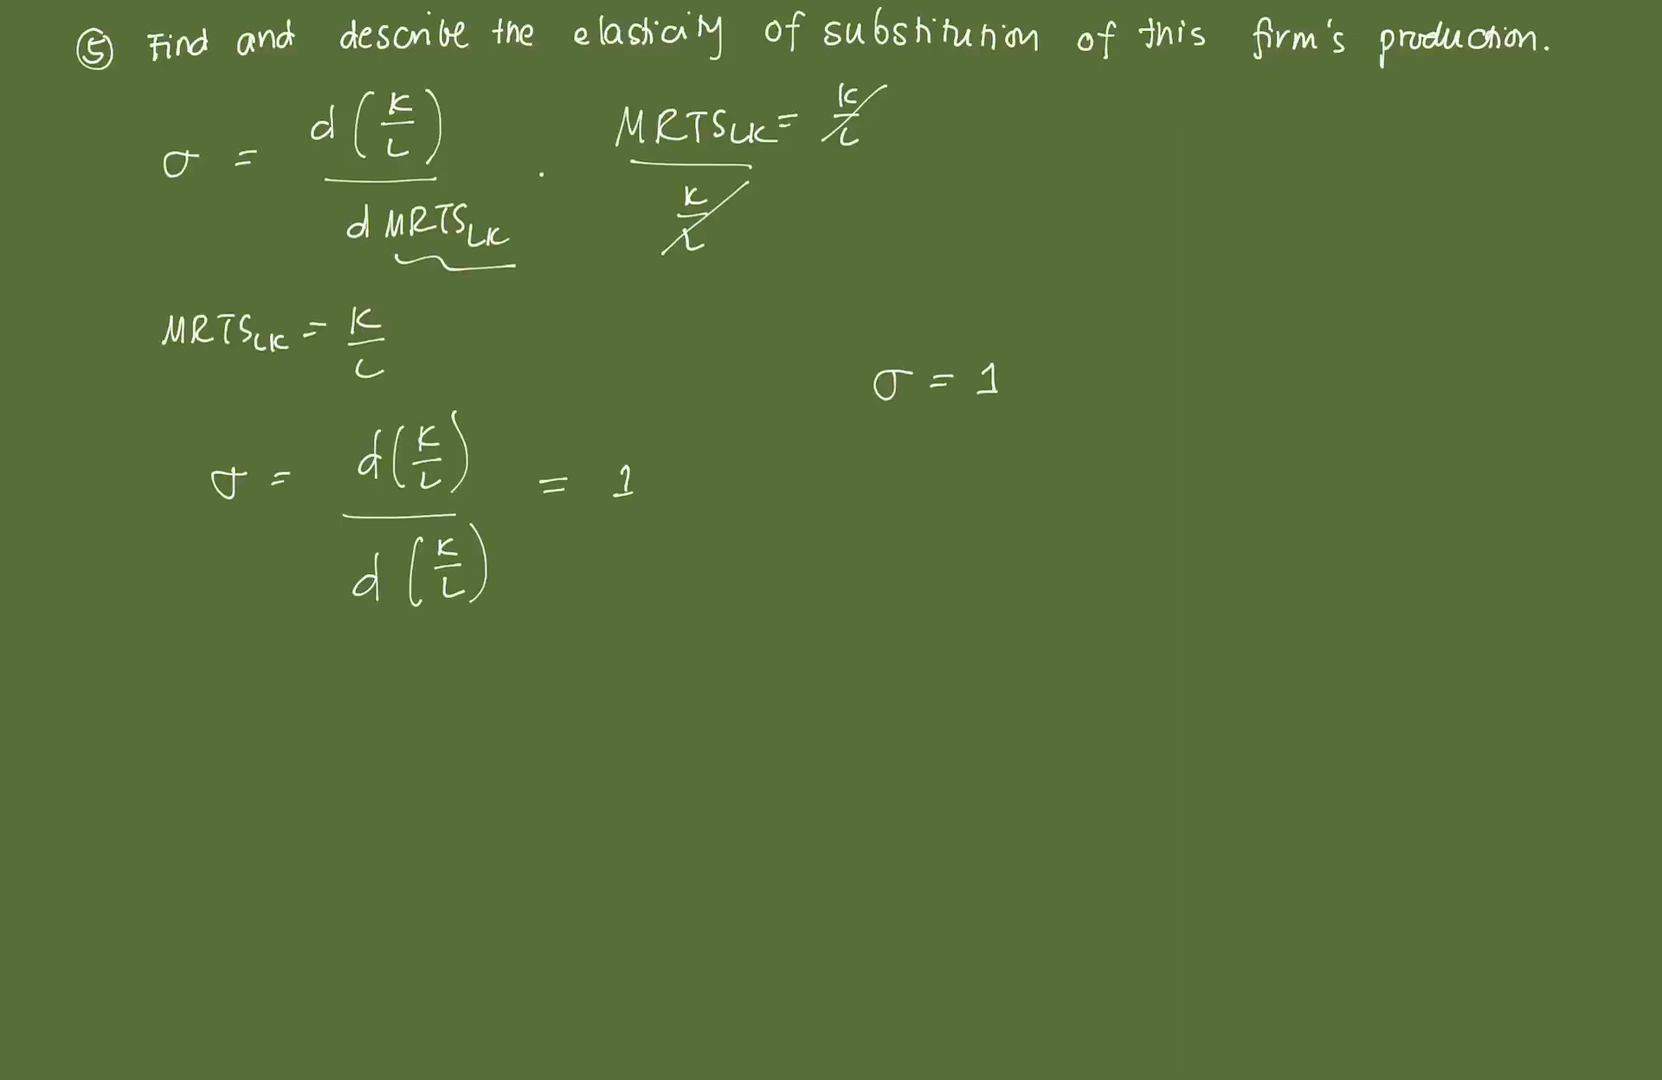 ⑤ Find and describe the elasticity of substitution of this firm's production.
σ = d(K/L) / d MRTS_LK · MRTS_LK = K/L / K/L
MRTS_LK = K/L
σ = 1
σ = d(K/L) / d(K/L) = 1